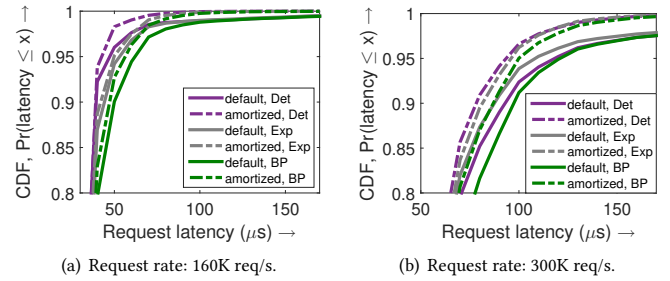 CDF, Pr(latency ≤ x) →
1
0.95
0.9
0.85
0.8
default, Det
amortized, Det
default, Exp
amortized, Exp
default, BP
amortized, BP
50
100
150
Request latency (μs) →
(a) Request rate: 160K req/s.
CDF, Pr(latency ≤ x) →
1
0.95
0.9
0.85
0.8
default, Det
amortized, Det
default, Exp
amortized, Exp
default, BP
amortized, BP
50
100
150
Request latency (μs) →
(b) Request rate: 300K req/s.